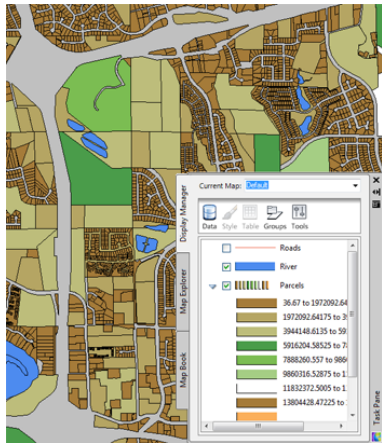 Current Map: Default
Data Style Table Groups Tools
Display Manager
Map Explorer
Map Book
Roads
River
Parcels
36.67 to 1972092.64
1972092.64175 to 3
3944148.6135 to 59
5916204.58525 to 78
7888260.557 to 986
9860316.52875 to 1
11832372.5005 to 1
13804428.47225 to
Task Pane